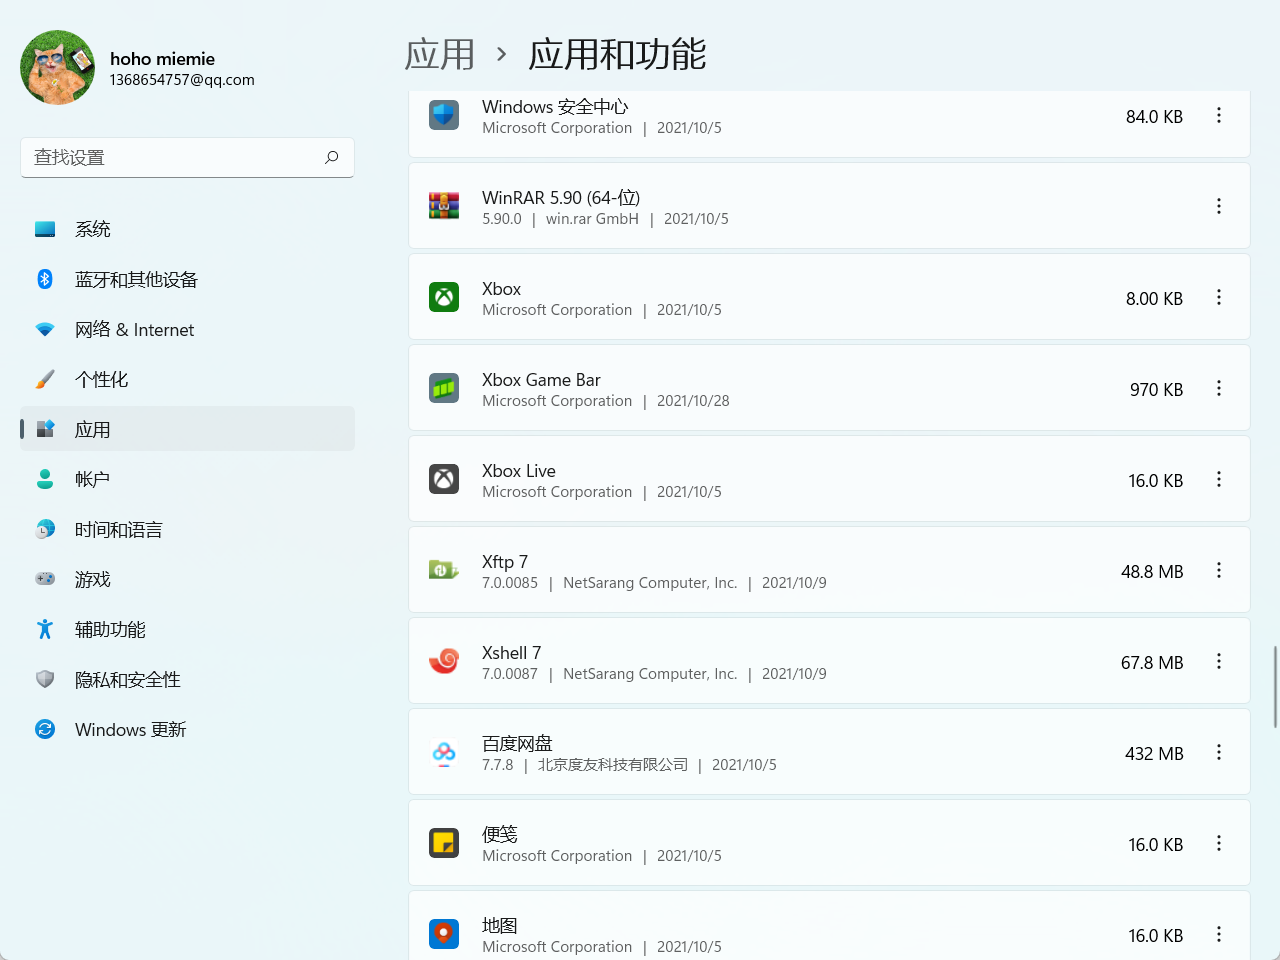 hoho miemie
1368654757@qq.com
查找设置
系统
蓝牙和其他设备
网络 & Internet
个性化
应用
帐户
时间和语言
游戏
辅助功能
隐私和安全性
Windows 更新
应用 › 应用和功能
Windows 安全中心
Microsoft Corporation | 2021/10/5
84.0 KB
WinRAR 5.90 (64-位)
5.90.0 | win.rar GmbH | 2021/10/5
Xbox
Microsoft Corporation | 2021/10/5
8.00 KB
Xbox Game Bar
Microsoft Corporation | 2021/10/28
970 KB
Xbox Live
Microsoft Corporation | 2021/10/5
16.0 KB
Xftp 7
7.0.0085 | NetSarang Computer, Inc. | 2021/10/9
48.8 MB
Xshell 7
7.0.0087 | NetSarang Computer, Inc. | 2021/10/9
67.8 MB
百度网盘
7.7.8 | 北京度友科技有限公司 | 2021/10/5
432 MB
便笺
Microsoft Corporation | 2021/10/5
16.0 KB
地图
Microsoft Corporation | 2021/10/5
16.0 KB